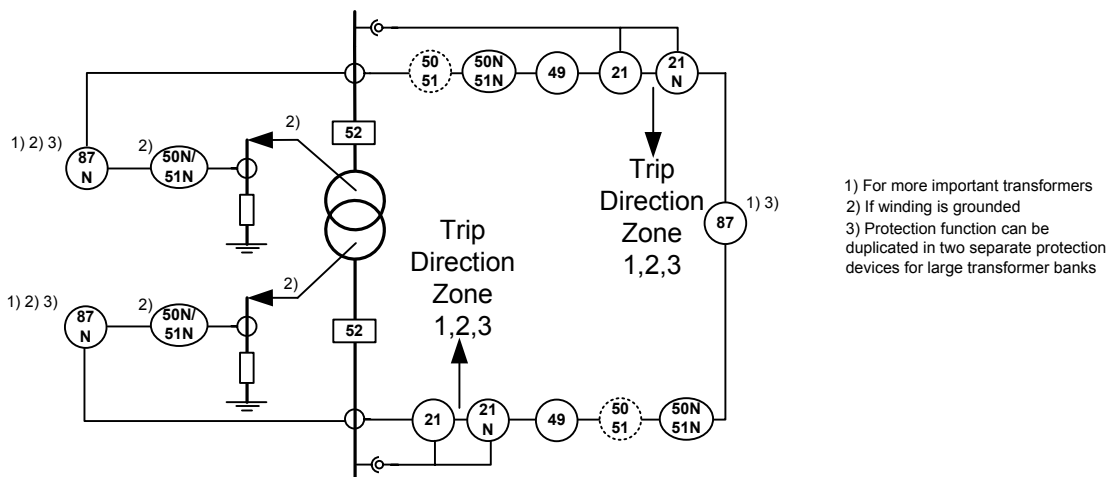 50
51
50N
51N
49
21
21
N
2)
52
1) 2) 3)
87
N
2)
50N/
51N
Trip
Direction
Zone
1,2,3
1) 3)
87
1) For more important transformers
2) If winding is grounded
3) Protection function can be
duplicated in two separate protection
devices for large transformer banks
Trip
Direction
Zone
1,2,3
2)
1) 2) 3)
87
N
2)
50N/
51N
52
21
21
N
49
50
51
50N
51N